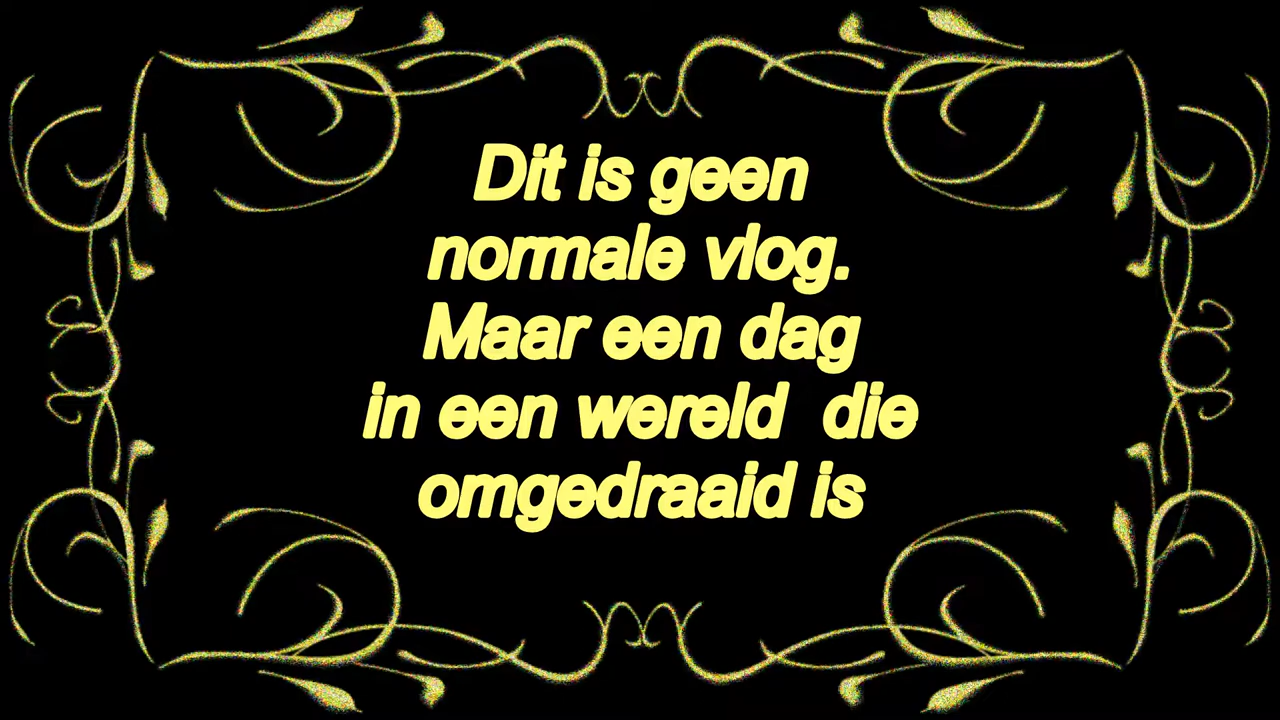 Dit is geen
normale vlog.
Maar een dag
in een wereld  die
omgedraaid is